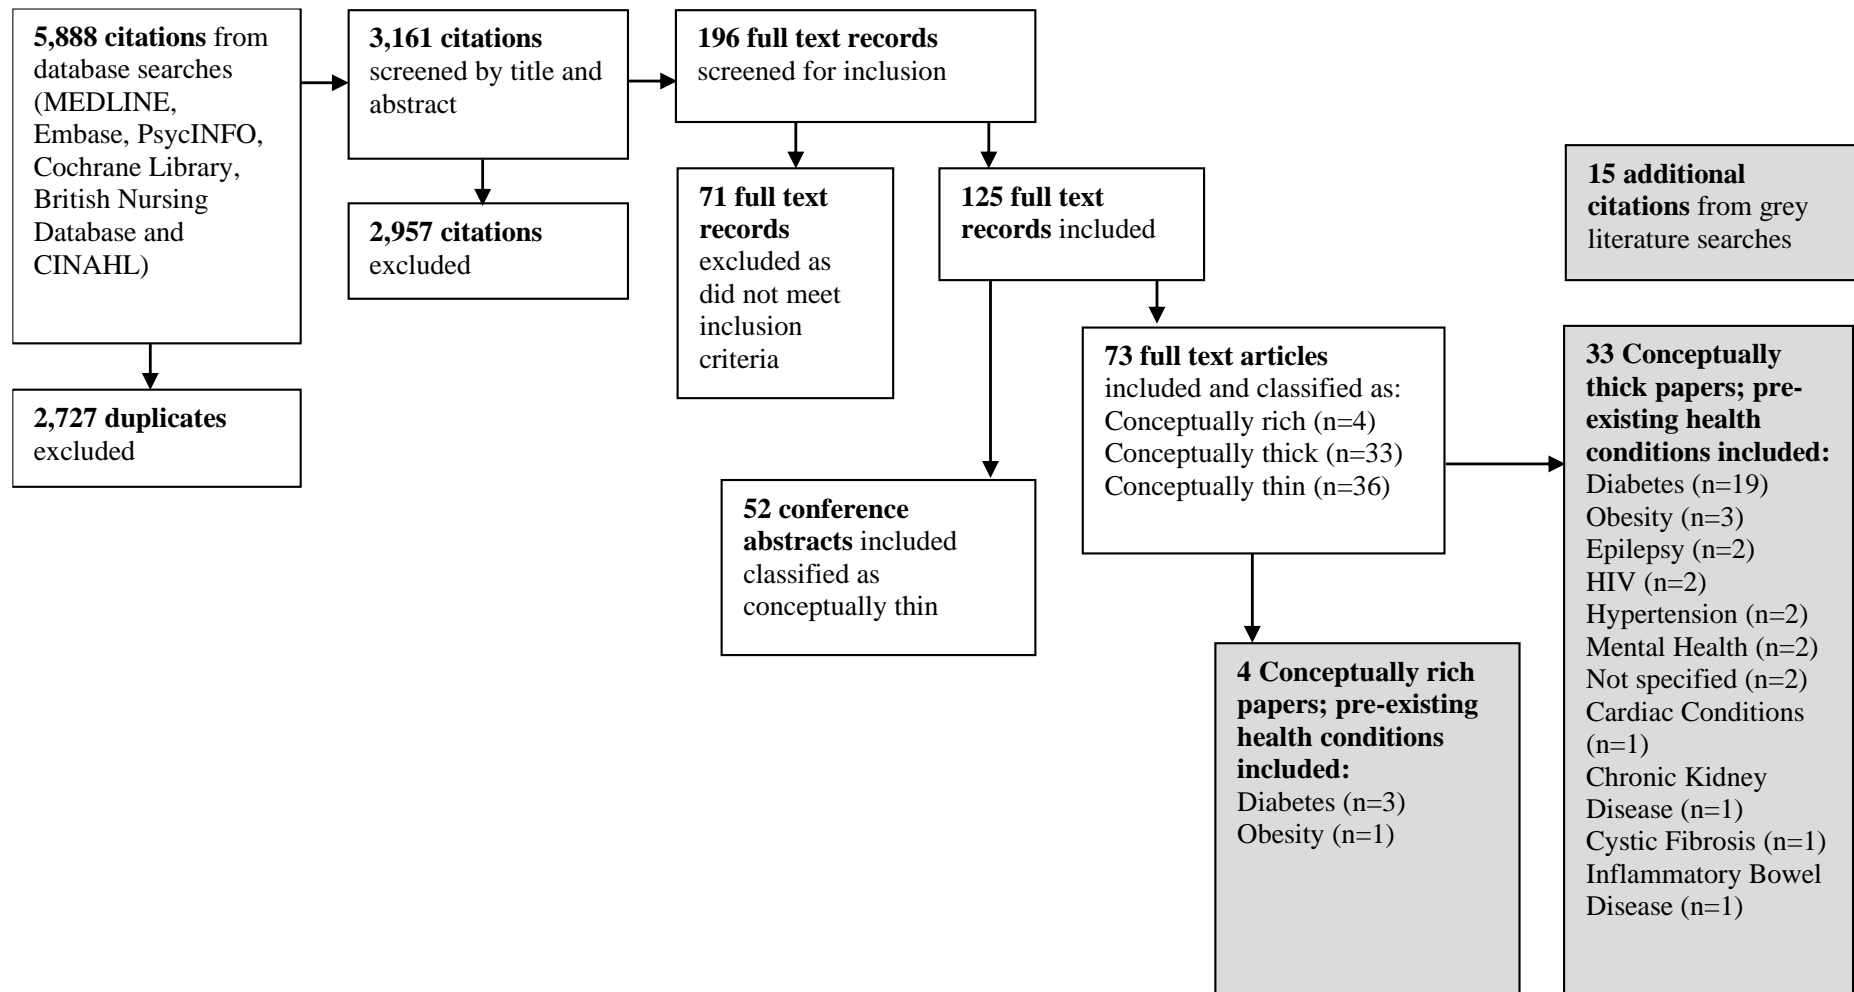 5,888 citations from
database searches
(MEDLINE,
Embase, PsycINFO,
Cochrane Library,
British Nursing
Database and
CINAHL)
2,727 duplicates
excluded
3,161 citations
screened by title and
abstract
2,957 citations
excluded
196 full text records
screened for inclusion
71 full text
records
excluded as
did not meet
inclusion
criteria
125 full text
records included
52 conference
abstracts included
classified as
conceptually thin
73 full text articles
included and classified as:
Conceptually rich (n=4)
Conceptually thick (n=33)
Conceptually thin (n=36)
4 Conceptually rich
papers; pre-existing
health conditions
included:
Diabetes (n=3)
Obesity (n=1)
15 additional
citations from grey
literature searches
33 Conceptually
thick papers; pre-
existing health
conditions included:
Diabetes (n=19)
Obesity (n=3)
Epilepsy (n=2)
HIV (n=2)
Hypertension (n=2)
Mental Health (n=2)
Not specified (n=2)
Cardiac Conditions
(n=1)
Chronic Kidney
Disease (n=1)
Cystic Fibrosis (n=1)
Inflammatory Bowel
Disease (n=1)